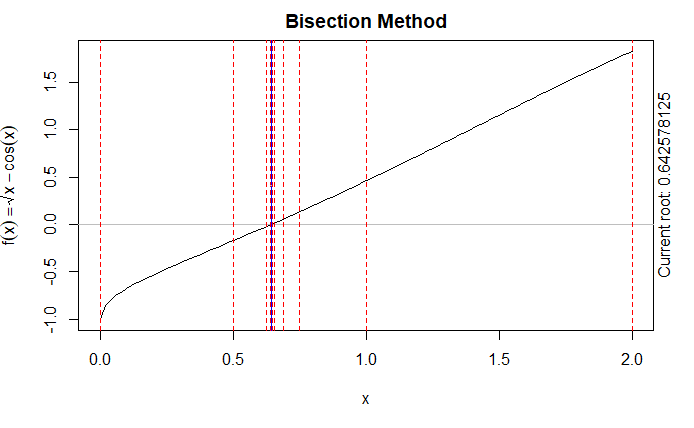 Bisection Method
f(x) = √x − cos(x)
1.5
1.0
0.5
0.0
-0.5
-1.0
Current root: 0.642578125
0.0 0.5 1.0 1.5 2.0
x